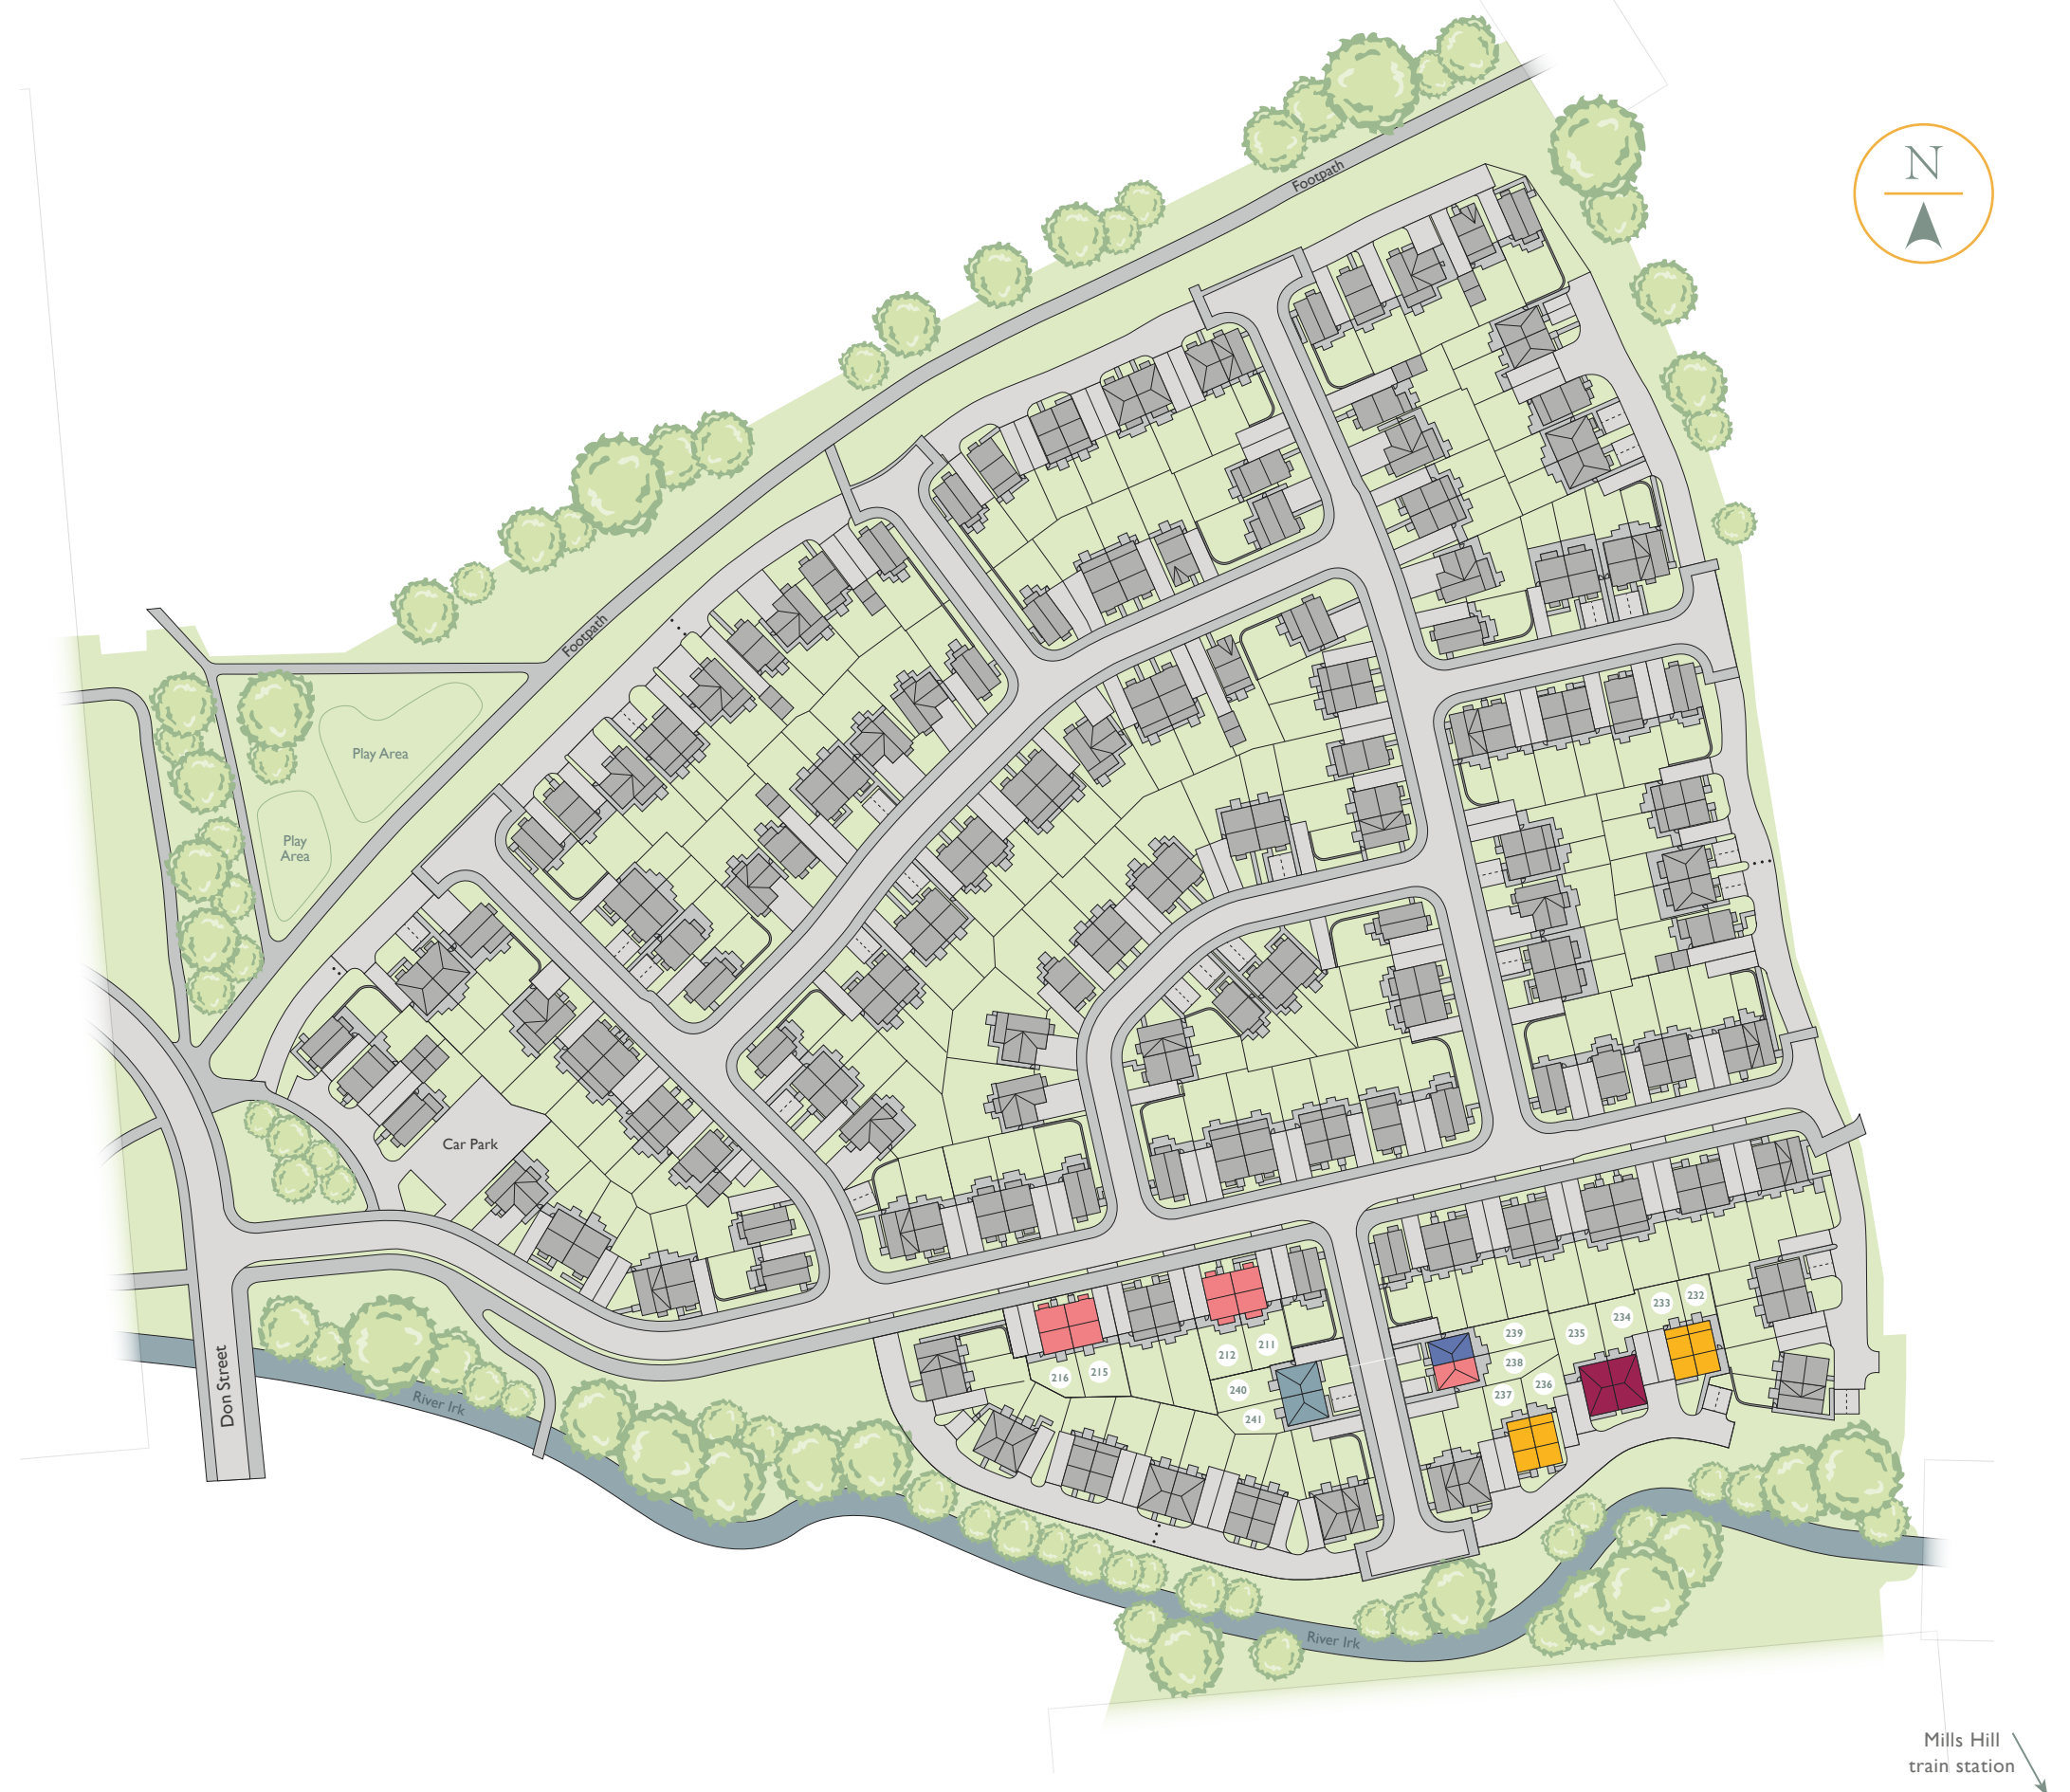 N
Footpath
Footpath
Play Area
Play
Area
Car Park
Don Street
River Irk
232
233
234
235
239
238
236
237
211
212
215
216
240
241
River Irk
Mills Hill
train station